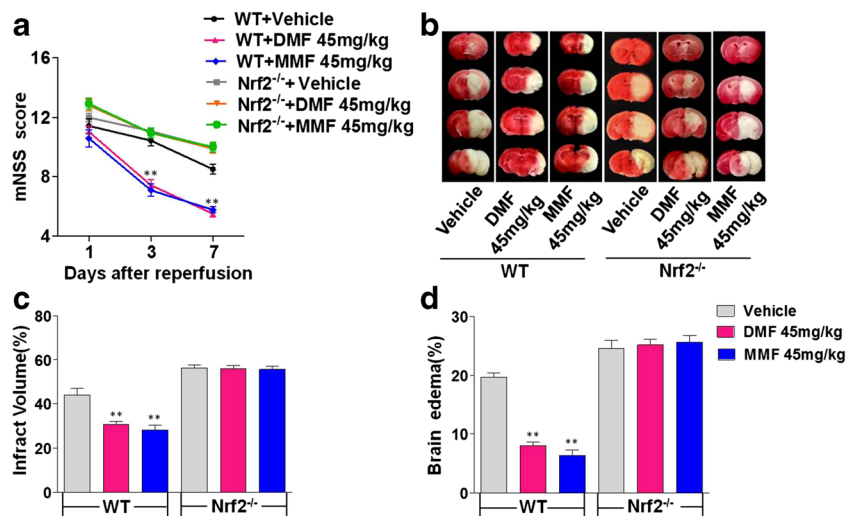 a
WT+Vehicle
WT+DMF 45mg/kg
WT+MMF 45mg/kg
Nrf2-/-+ Vehicle
Nrf2-/-+DMF 45mg/kg
Nrf2-/-+MMF 45mg/kg
mNSS score
16
12
8
4
**
**
1 3 7
Days after reperfusion
b
Vehicle
DMF 45mg/kg
MMF 45mg/kg
Vehicle
DMF 45mg/kg
MMF 45mg/kg
WT
Nrf2-/-
c
Infract Volume(%)
80
60
40
20
0
** **
WT
Nrf2-/-
d
Vehicle
DMF 45mg/kg
MMF 45mg/kg
Brain edema(%)
30
20
10
0
** **
WT
Nrf2-/-